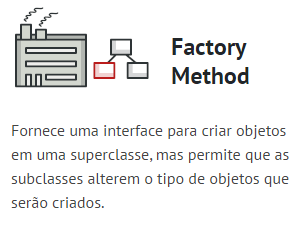 Factory
Method
Fornece uma interface para criar objetos
em uma superclasse, mas permite que as
subclasses alterem o tipo de objetos que
serão criados.